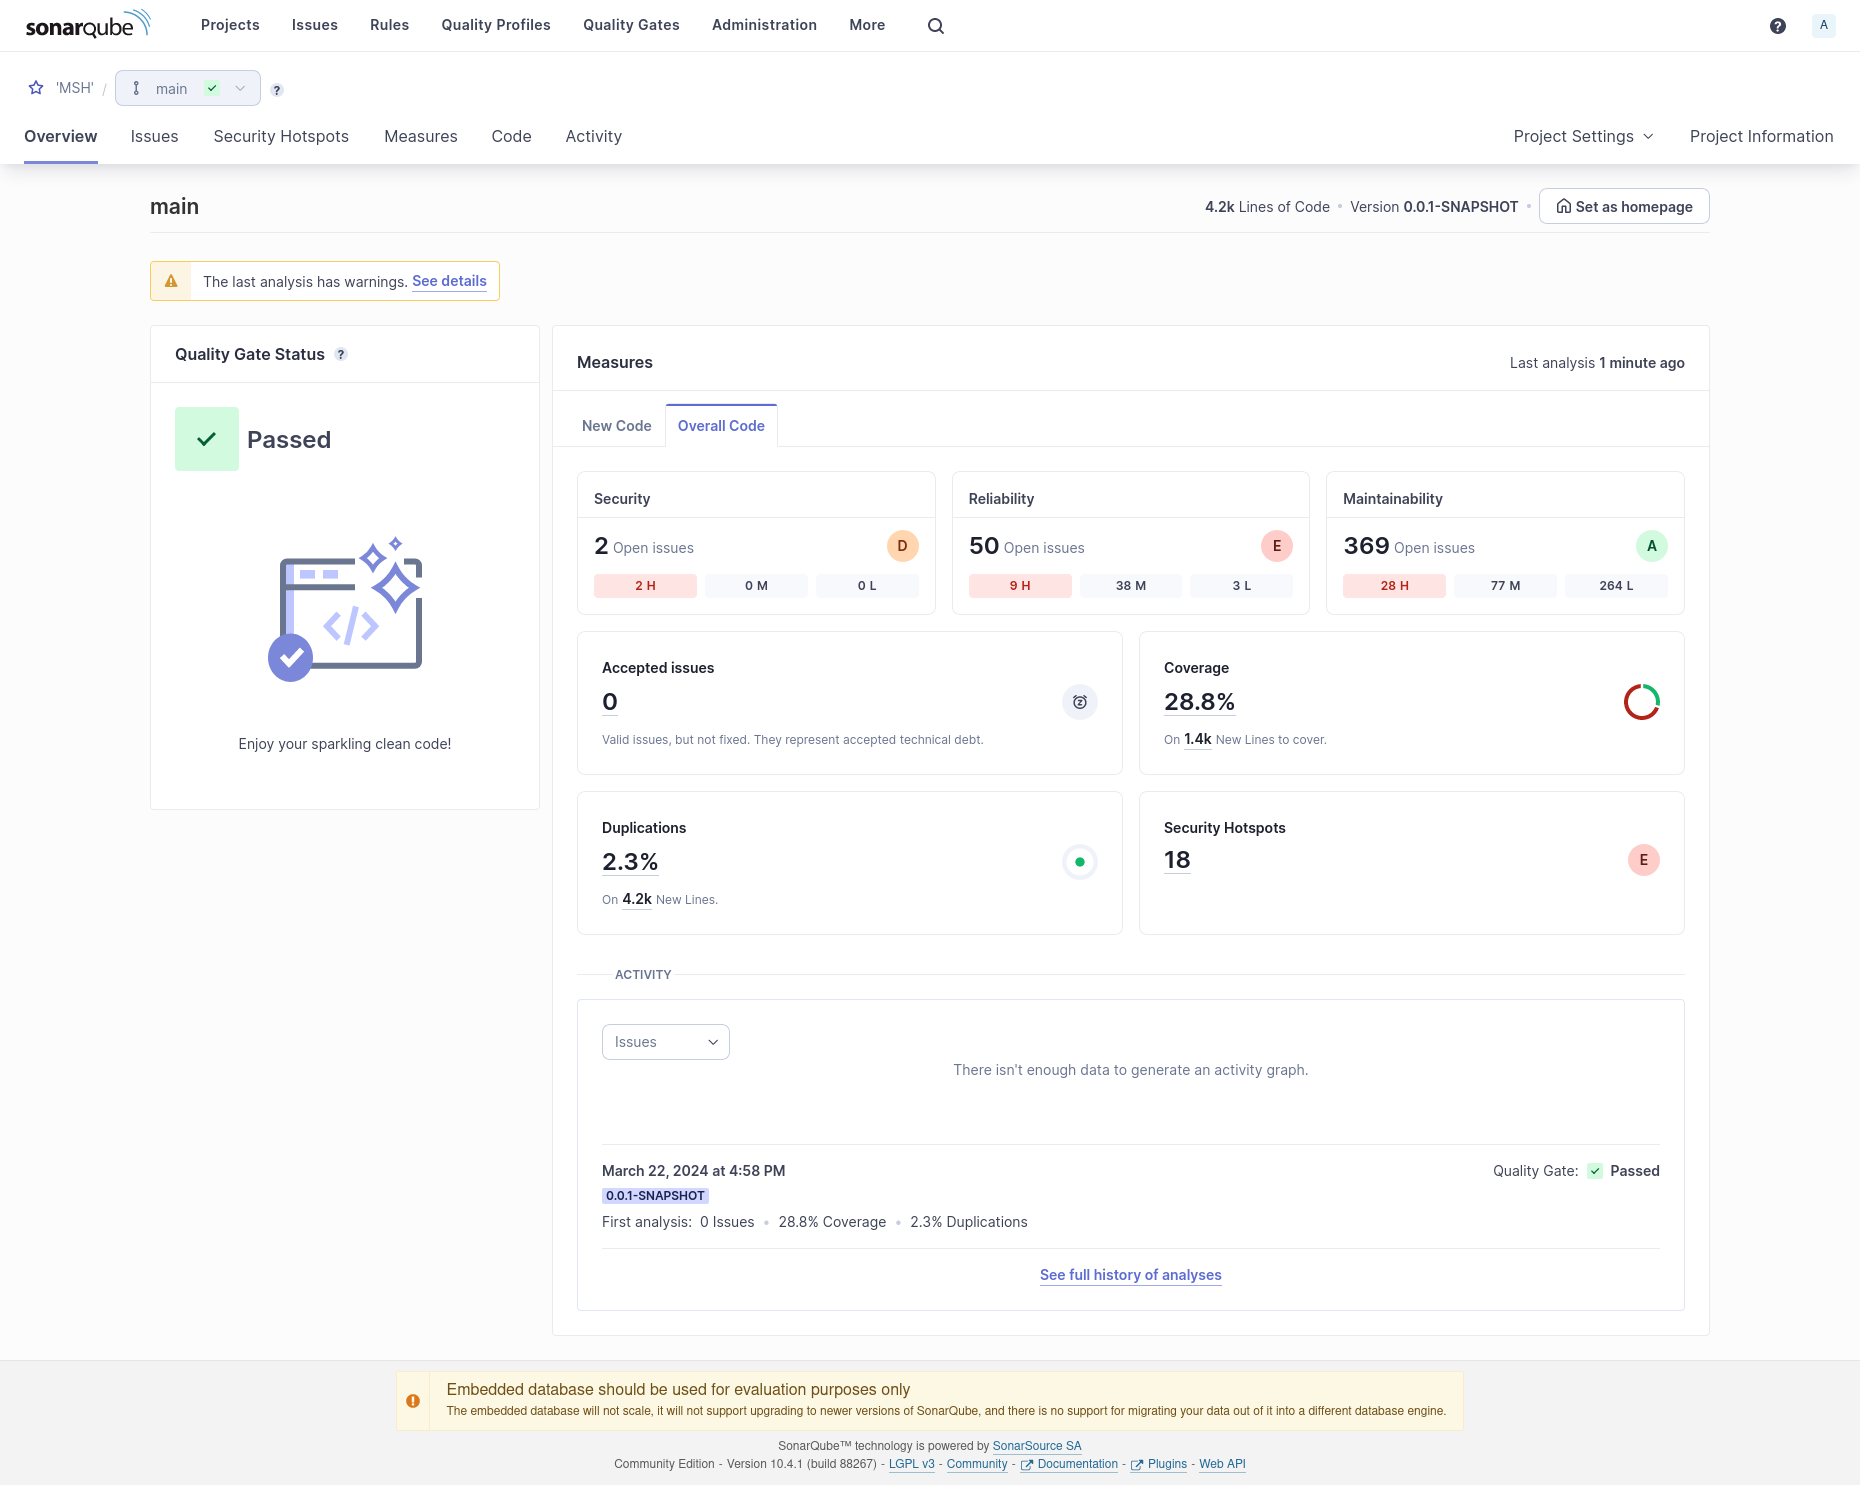 sonarqube Projects Issues Rules Quality Profiles Quality Gates Administration More ? A
'MSH' / main ?
Overview Issues Security Hotspots Measures Code Activity Project Settings Project Information
main 4.2k Lines of Code • Version 0.0.1-SNAPSHOT • Set as homepage
The last analysis has warnings. See details
Quality Gate Status ?
Passed
Enjoy your sparkling clean code!
Measures Last analysis 1 minute ago
New Code Overall Code
Security
2 Open issues D
2 H 0 M 0 L
Reliability
50 Open issues E
9 H 38 M 3 L
Maintainability
369 Open issues A
28 H 77 M 264 L
Accepted issues
0
Valid issues, but not fixed. They represent accepted technical debt.
Coverage
28.8%
On 1.4k New Lines to cover.
Duplications
2.3%
On 4.2k New Lines.
Security Hotspots
18 E
ACTIVITY
Issues
There isn't enough data to generate an activity graph.
March 22, 2024 at 4:58 PM Quality Gate: Passed
0.0.1-SNAPSHOT
First analysis: 0 Issues • 28.8% Coverage • 2.3% Duplications
See full history of analyses
Embedded database should be used for evaluation purposes only
The embedded database will not scale, it will not support upgrading to newer versions of SonarQube, and there is no support for migrating your data out of it into a different database engine.
SonarQube™ technology is powered by SonarSource SA
Community Edition - Version 10.4.1 (build 88267) - LGPL v3 - Community - Documentation - Plugins - Web API